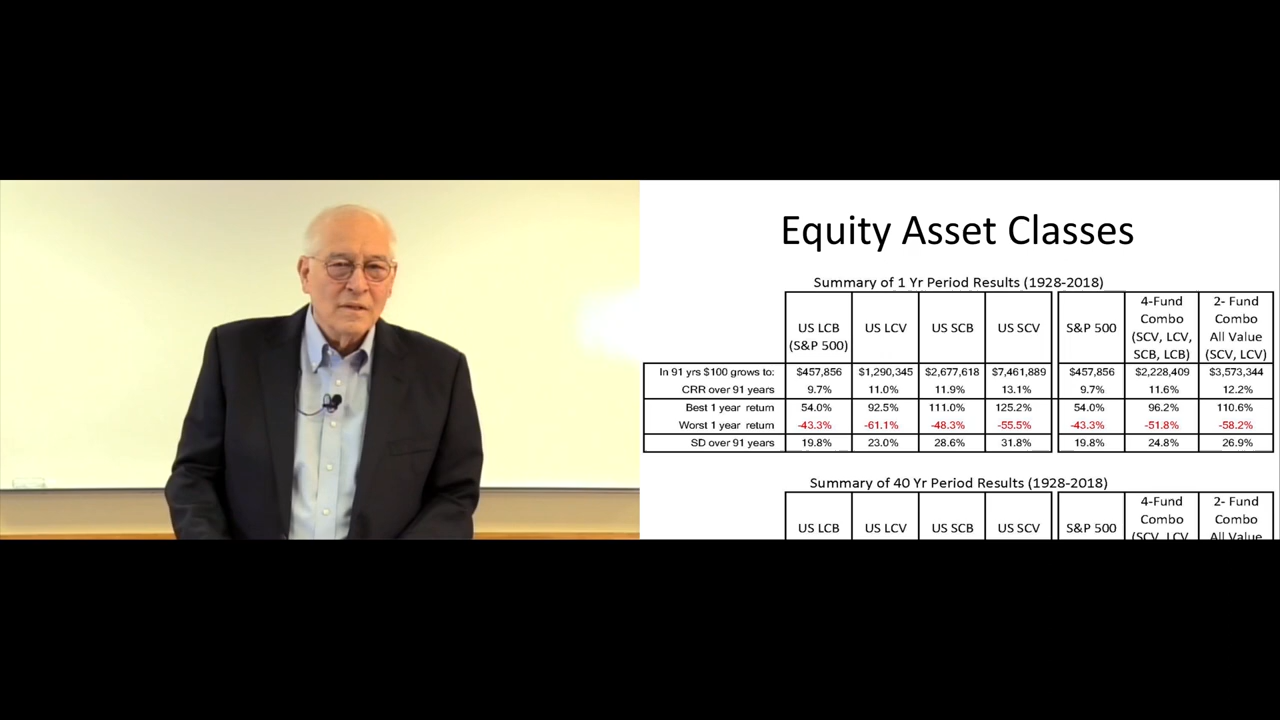 Equity Asset Classes
Summary of 1 Yr Period Results (1928-2018)
US LCB (S&P 500) US LCV US SCB US SCV S&P 500 4-Fund Combo (SCV, LCV, SCB, LCB) 2- Fund Combo All Value (SCV, LCV)
In 91 yrs $100 grows to: $457,856 $1,290,345 $2,677,618 $7,461,889 $457,856 $2,228,409 $3,573,344
CRR over 91 years 9.7% 11.0% 11.9% 13.1% 9.7% 11.6% 12.2%
Best 1 year return 54.0% 92.5% 111.0% 125.2% 54.0% 96.2% 110.6%
Worst 1 year return -43.3% -61.1% -48.3% -55.5% -43.3% -51.8% -58.2%
SD over 91 years 19.8% 23.0% 28.6% 31.8% 19.8% 24.8% 26.9%
Summary of 40 Yr Period Results (1928-2018)
US LCB US LCV US SCB US SCV S&P 500 4-Fund Combo (SCV, LCV 2- Fund Combo All Value